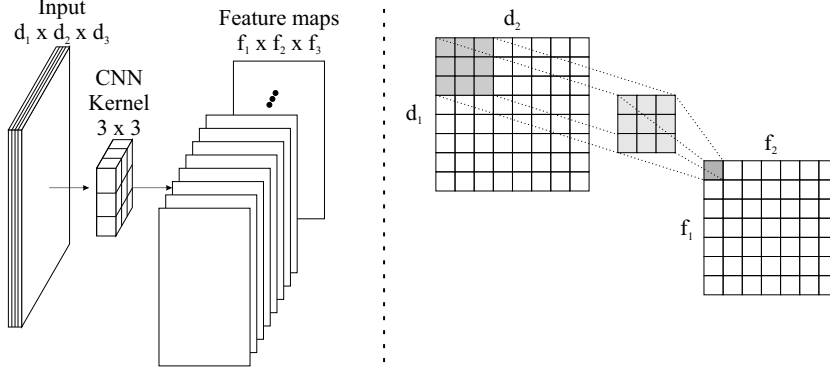 Input
d₁ x d₂ x d₃
CNN
Kernel
3 x 3
Feature maps
f₁ x f₂ x f₃
d₂
d₁
f₂
f₁